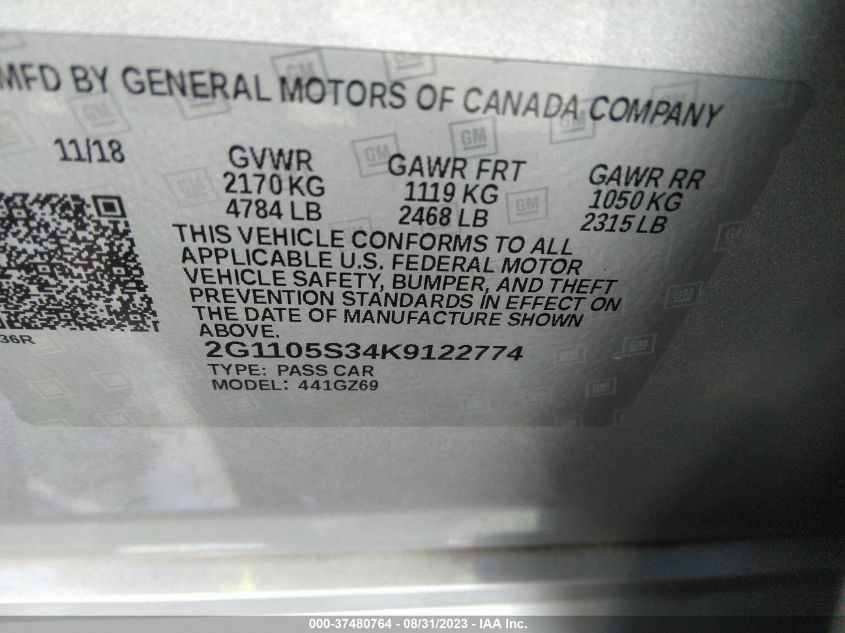 MFD BY GENERAL MOTORS OF CANADA COMPANY
11/18
GVWR
2170 KG
4784 LB
GAWR FRT
1119 KG
2468 LB
GAWR RR
1050 KG
2315 LB
THIS VEHICLE CONFORMS TO ALL
APPLICABLE U.S. FEDERAL MOTOR
VEHICLE SAFETY, BUMPER, AND THEFT
PREVENTION STANDARDS IN EFFECT ON
THE DATE OF MANUFACTURE SHOWN
ABOVE.
36R
2G1105S34K9122774
TYPE: PASS CAR
MODEL: 441GZ69
000-37480764 - 08/31/2023 - IAA Inc.